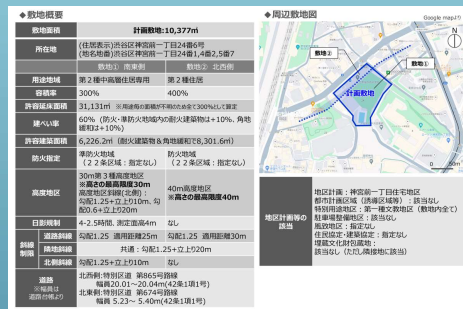 ◆敷地概要
敷地面積 計画敷地:10,377㎡
所在地 (住居表示)渋谷区神宮前一丁目24番6号
(地名地番)渋谷区神宮前一丁目24番1,4番2,5番7
敷地① 南東側 敷地② 北西側
用途地域 第2種中高層住居専用 第2種住居
容積率 300% 400%
許容延床面積 31,131㎡ ※用途毎の面積が不明のため全て300%として算定
建ぺい率 60%(防火・準防火地域内の耐火建築物は+10%、角地
緩和は+10%)
許容建築面積 6,226.2㎡(耐火建築物&角地緩和で8,301.6㎡)
防火指定 準防火地域 防火地域
(22条区域:指定なし) (22条区域:指定なし)
高度地区 30m第3種高度地区
※高さの最高限度30m
高度地区斜線(北側):
勾配1.25+立上り10m、勾
配0.6+立上り20m
40m高度地区
※高さの最高限度40m
日影規制 4-2.5時間、測定面高4m なし
斜線
制限
道路斜線 勾配1.25 適用距離25m 勾配1.25 適用距離30m
隣地斜線 共通:勾配1.25+立上り20m
北側斜線 勾配1.25+立上り10m なし
道路
※幅員は
道路台帳より
北西側:特別区道 第865号路線
幅員20.01~20.04m(42条1項1号)
北東側:特別区道 第674号路線
幅員 5.23~ 5.40m(42条1項1号)
◆周辺敷地図
Google mapより
N
敷地②
敷地①
計画敷地
0 50m
地区計画等の
該当
地区計画:神宮前一丁目住宅地区
都市計画区域(誘導区域等):該当なし
特別用途地区:第一種文教地区(敷地内全て)
駐車場整備地区:該当なし
風致地区:指定なし
住民協定・建築協定:指定なし
埋蔵文化財包蔵地:
該当なし(ただし隣接地に該当)